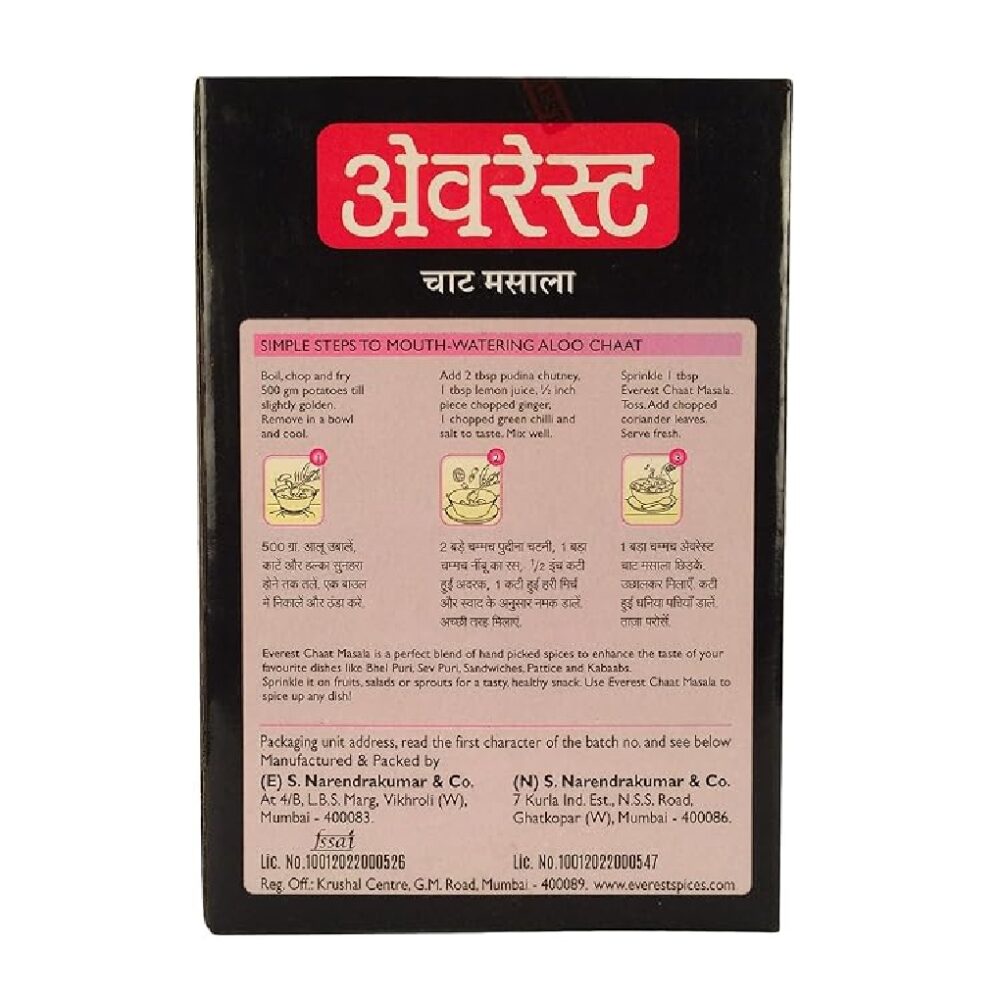 अेवरेस्ट
चाट मसाला
SIMPLE STEPS TO MOUTH-WATERING ALOO CHAAT
Boil, chop and fry
500 gm potatoes till
slightly golden.
Remove in a bowl
and cool.
Add 2 tbsp pudina chutney,
1 tbsp lemon juice, ½ inch
piece chopped ginger,
1 chopped green chilli and
salt to taste. Mix well.
Sprinkle 1 tbsp
Everest Chaat Masala.
Toss. Add chopped
coriander leaves.
Serve fresh.
1
2
3
500 ग्रा. आलू उबालें,
काटें और हल्का सुनहरा
होने तक तलें. एक बाउल
में निकालें और ठंडा करें.
2 बड़े चम्मच पुदीना चटनी, 1 बड़ा
चम्मच नींबू का रस, 1/2 इंच कटी
हुई अदरक, 1 कटी हुई हरी मिर्च
और स्वाद के अनुसार नमक डालें.
अच्छी तरह मिलाएं.
1 बड़ा चम्मच अेवरेस्ट
चाट मसाला छिड़कें.
उछालकर मिलाएँ. कटी
हुई धनिया पत्तियाँ डालें.
ताजा परोसें.
Everest Chaat Masala is a perfect blend of hand picked spices to enhance the taste of your
favourite dishes like Bhel Puri, Sev Puri, Sandwiches, Pattice and Kabaabs.
Sprinkle it on fruits, salads or sprouts for a tasty, healthy snack. Use Everest Chaat Masala to
spice up any dish!
Packaging unit address, read the first character of the batch no. and see below
Manufactured & Packed by
(E) S. Narendrakumar & Co.
At 4/B, L.B.S. Marg, Vikhroli (W),
Mumbai - 400083.
fssai
Lic. No.10012022000526
(N) S. Narendrakumar & Co.
7 Kurla Ind. Est., N.S.S. Road,
Ghatkopar (W), Mumbai - 400086.
Lic. No.10012022000547
Reg. Off.: Krushal Centre, G.M. Road, Mumbai - 400089. www.everestspices.com